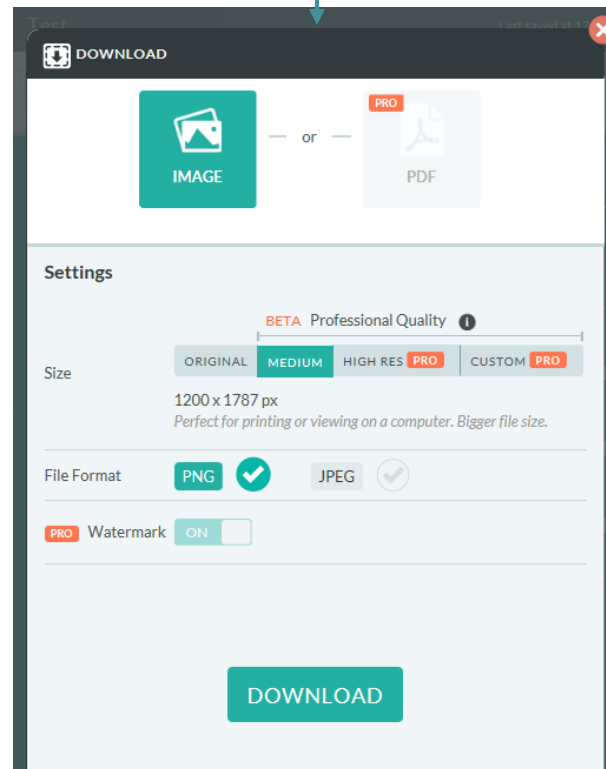 Test
Last saved at 17
DOWNLOAD
PRO
— or —
IMAGE
PDF
Settings
BETA Professional Quality i
Size
ORIGINAL MEDIUM HIGH RES PRO CUSTOM PRO
1200 x 1787 px
Perfect for printing or viewing on a computer. Bigger file size.
File Format PNG JPEG
PRO Watermark ON
DOWNLOAD